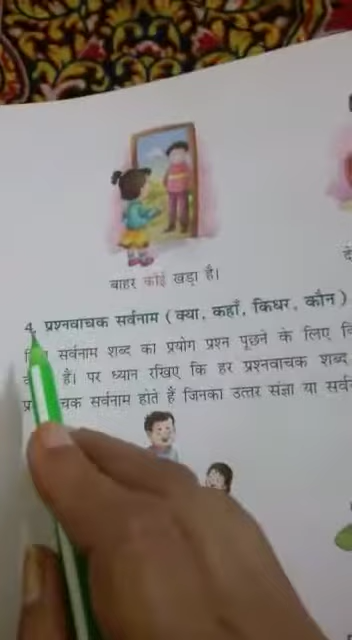 बाहर कोई खड़ा है।
4. प्रश्नवाचक सर्वनाम (क्या, कहाँ, किधर, कौन)
सर्वनाम शब्द का प्रयोग प्रश्न पूछने के लिए
है। पर ध्यान रखिए कि हर प्रश्नवाचक शब्द
चक सर्वनाम होते हैं जिनका उत्तर संज्ञा या